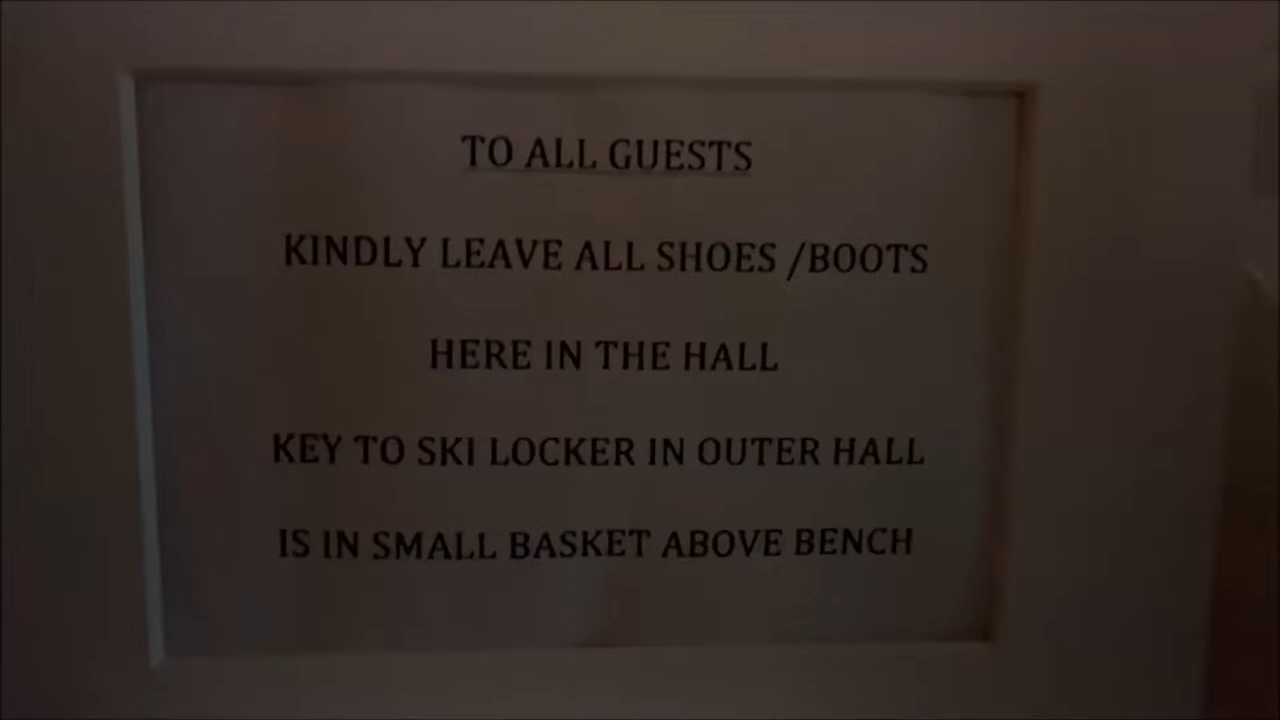 TO ALL GUESTS
KINDLY LEAVE ALL SHOES /BOOTS
HERE IN THE HALL
KEY TO SKI LOCKER IN OUTER HALL
IS IN SMALL BASKET ABOVE BENCH